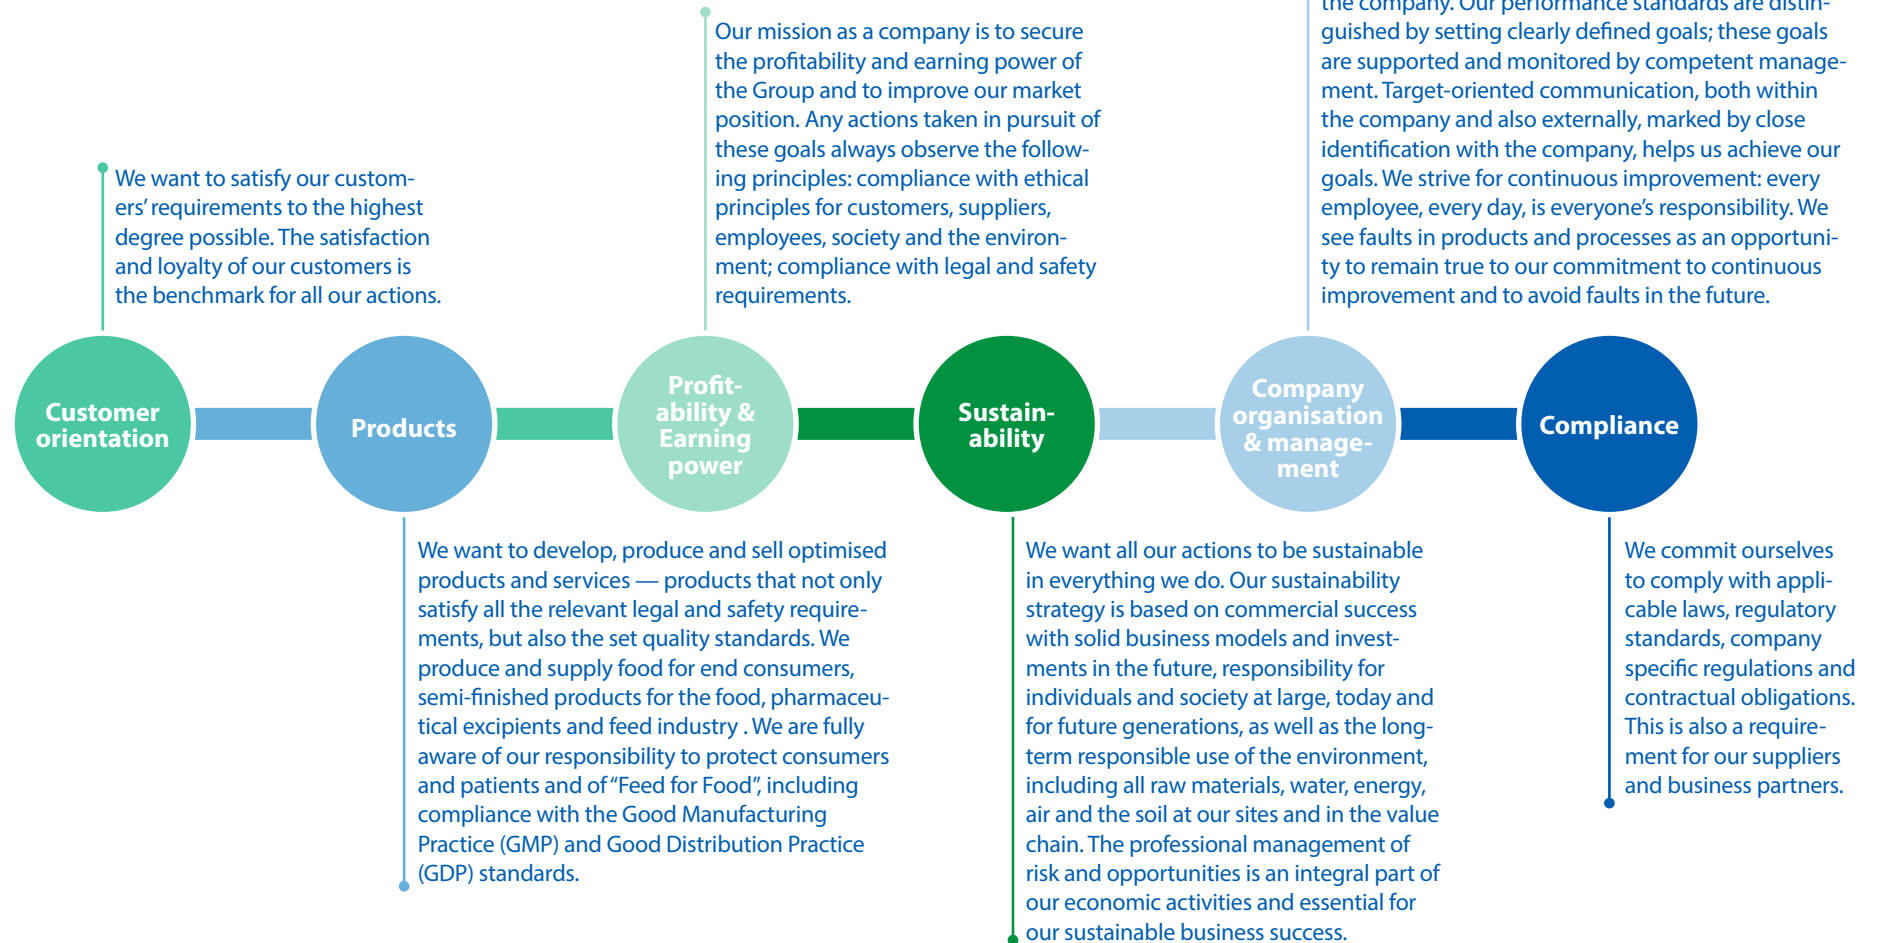 Our mission as a company is to secure
the profitability and earning power of
the Group and to improve our market
position. Any actions taken in pursuit of
these goals always observe the follow-
ing principles: compliance with ethical
principles for customers, suppliers,
employees, society and the environ-
ment; compliance with legal and safety
requirements.
the company. Our performance standards are distin-
guished by setting clearly defined goals; these goals
are supported and monitored by competent manage-
ment. Target-oriented communication, both within
the company and also externally, marked by close
identification with the company, helps us achieve our
goals. We strive for continuous improvement: every
employee, every day, is everyone’s responsibility. We
see faults in products and processes as an opportuni-
ty to remain true to our commitment to continuous
improvement and to avoid faults in the future.
We want to satisfy our custom-
ers’ requirements to the highest
degree possible. The satisfaction
and loyalty of our customers is
the benchmark for all our actions.
Customer
orientation
Products
Profit-
ability &
Earning
power
Sustain-
ability
Company
organisation
& manage-
ment
Compliance
We want to develop, produce and sell optimised
products and services — products that not only
satisfy all the relevant legal and safety require-
ments, but also the set quality standards. We
produce and supply food for end consumers,
semi-finished products for the food, pharmaceu-
tical excipients and feed industry . We are fully
aware of our responsibility to protect consumers
and patients and of “Feed for Food”, including
compliance with the Good Manufacturing
Practice (GMP) and Good Distribution Practice
(GDP) standards.
We want all our actions to be sustainable
in everything we do. Our sustainability
strategy is based on commercial success
with solid business models and invest-
ments in the future, responsibility for
individuals and society at large, today and
for future generations, as well as the long-
term responsible use of the environment,
including all raw materials, water, energy,
air and the soil at our sites and in the value
chain. The professional management of
risk and opportunities is an integral part of
our economic activities and essential for
our sustainable business success.
We commit ourselves
to comply with appli-
cable laws, regulatory
standards, company
specific regulations and
contractual obligations.
This is also a require-
ment for our suppliers
and business partners.